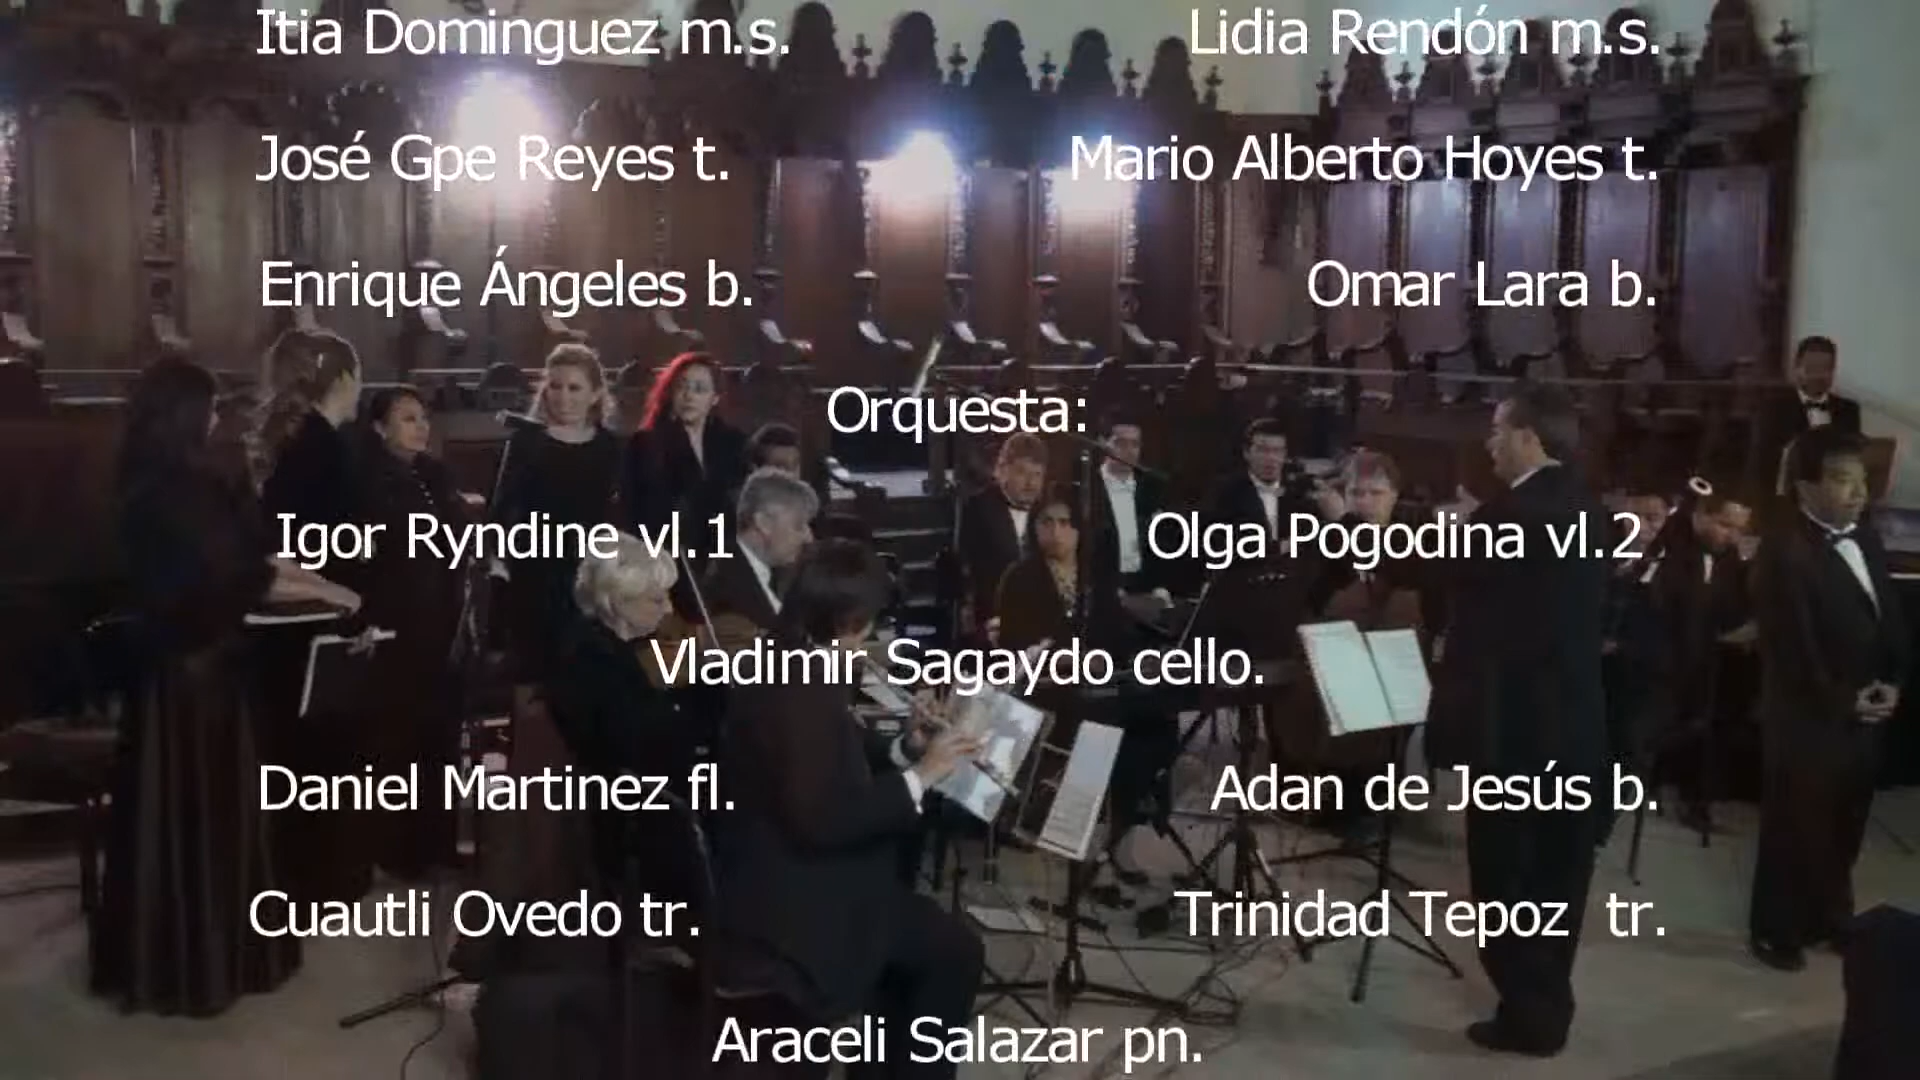 Itia Dominguez m.s. Lidia Rendón m.s.
José Gpe Reyes t. Mario Alberto Hoyes t.
Enrique Ángeles b. Omar Lara b.
Orquesta:
Igor Ryndine vl.1 Olga Pogodina vl.2
Vladimir Sagaydo cello.
Daniel Martinez fl. Adan de Jesús b.
Cuautli Ovedo tr. Trinidad Tepoz tr.
Araceli Salazar pn.